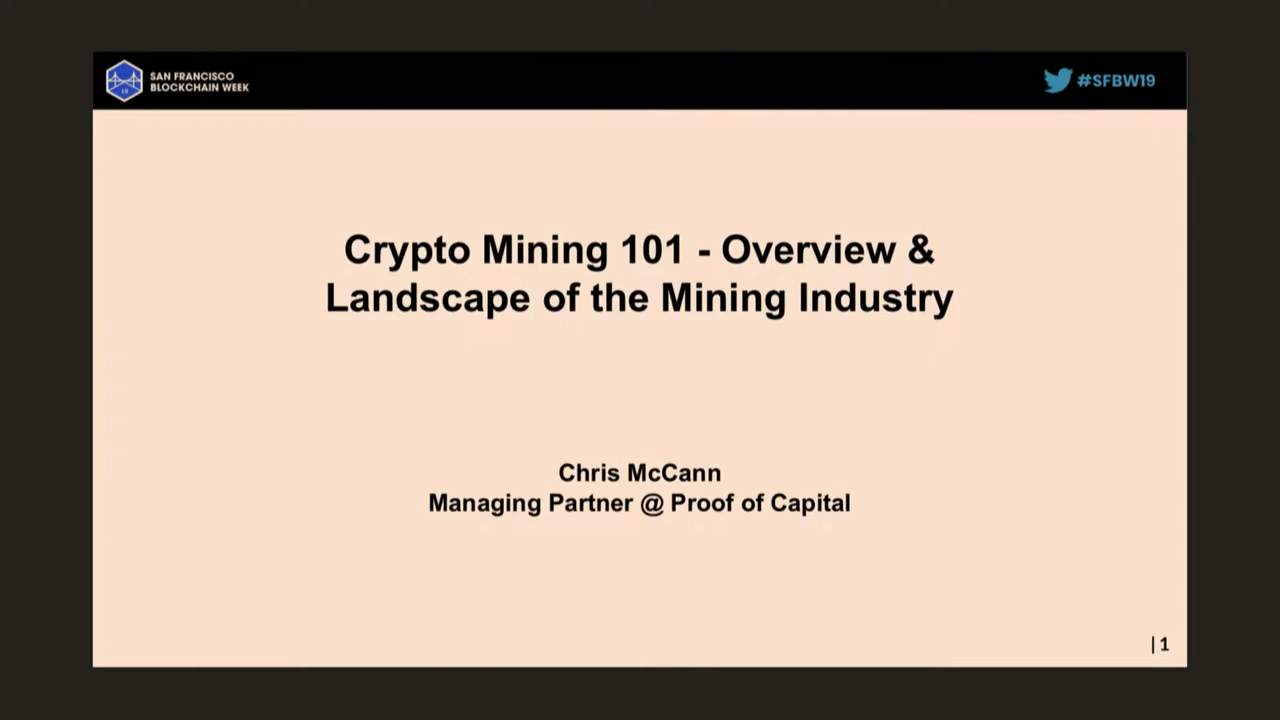 SAN FRANCISCO
BLOCKCHAIN WEEK
19
#SFBW19
Crypto Mining 101 - Overview &
Landscape of the Mining Industry
Chris McCann
Managing Partner @ Proof of Capital
| 1